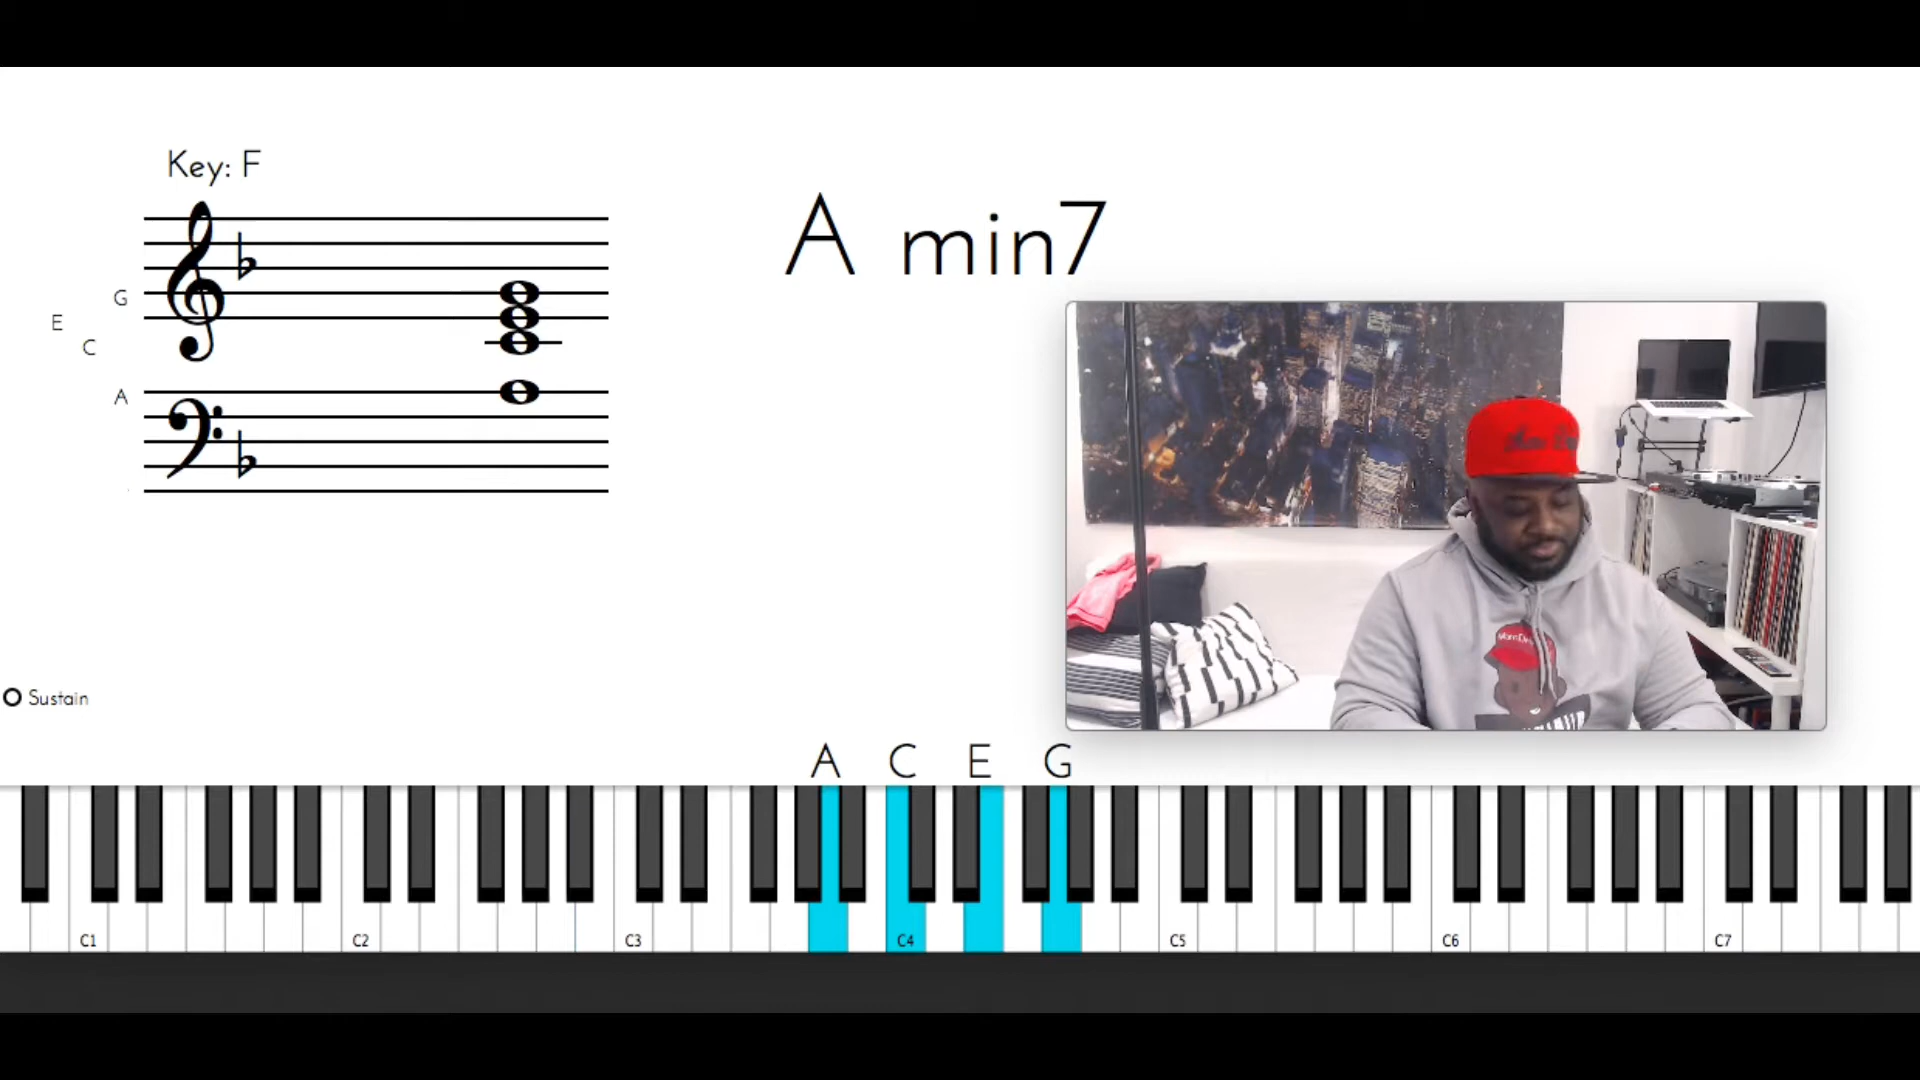 Key: F
A min7
G
E
C
A
Sustain
A C E G
C1 C2 C3 C4 C5 C6 C7